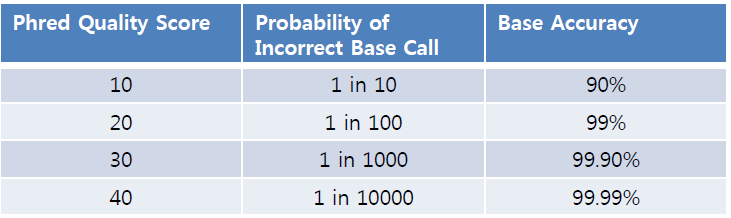 Phred Quality Score Probability of Incorrect Base Call Base Accuracy
10 1 in 10 90%
20 1 in 100 99%
30 1 in 1000 99.90%
40 1 in 10000 99.99%